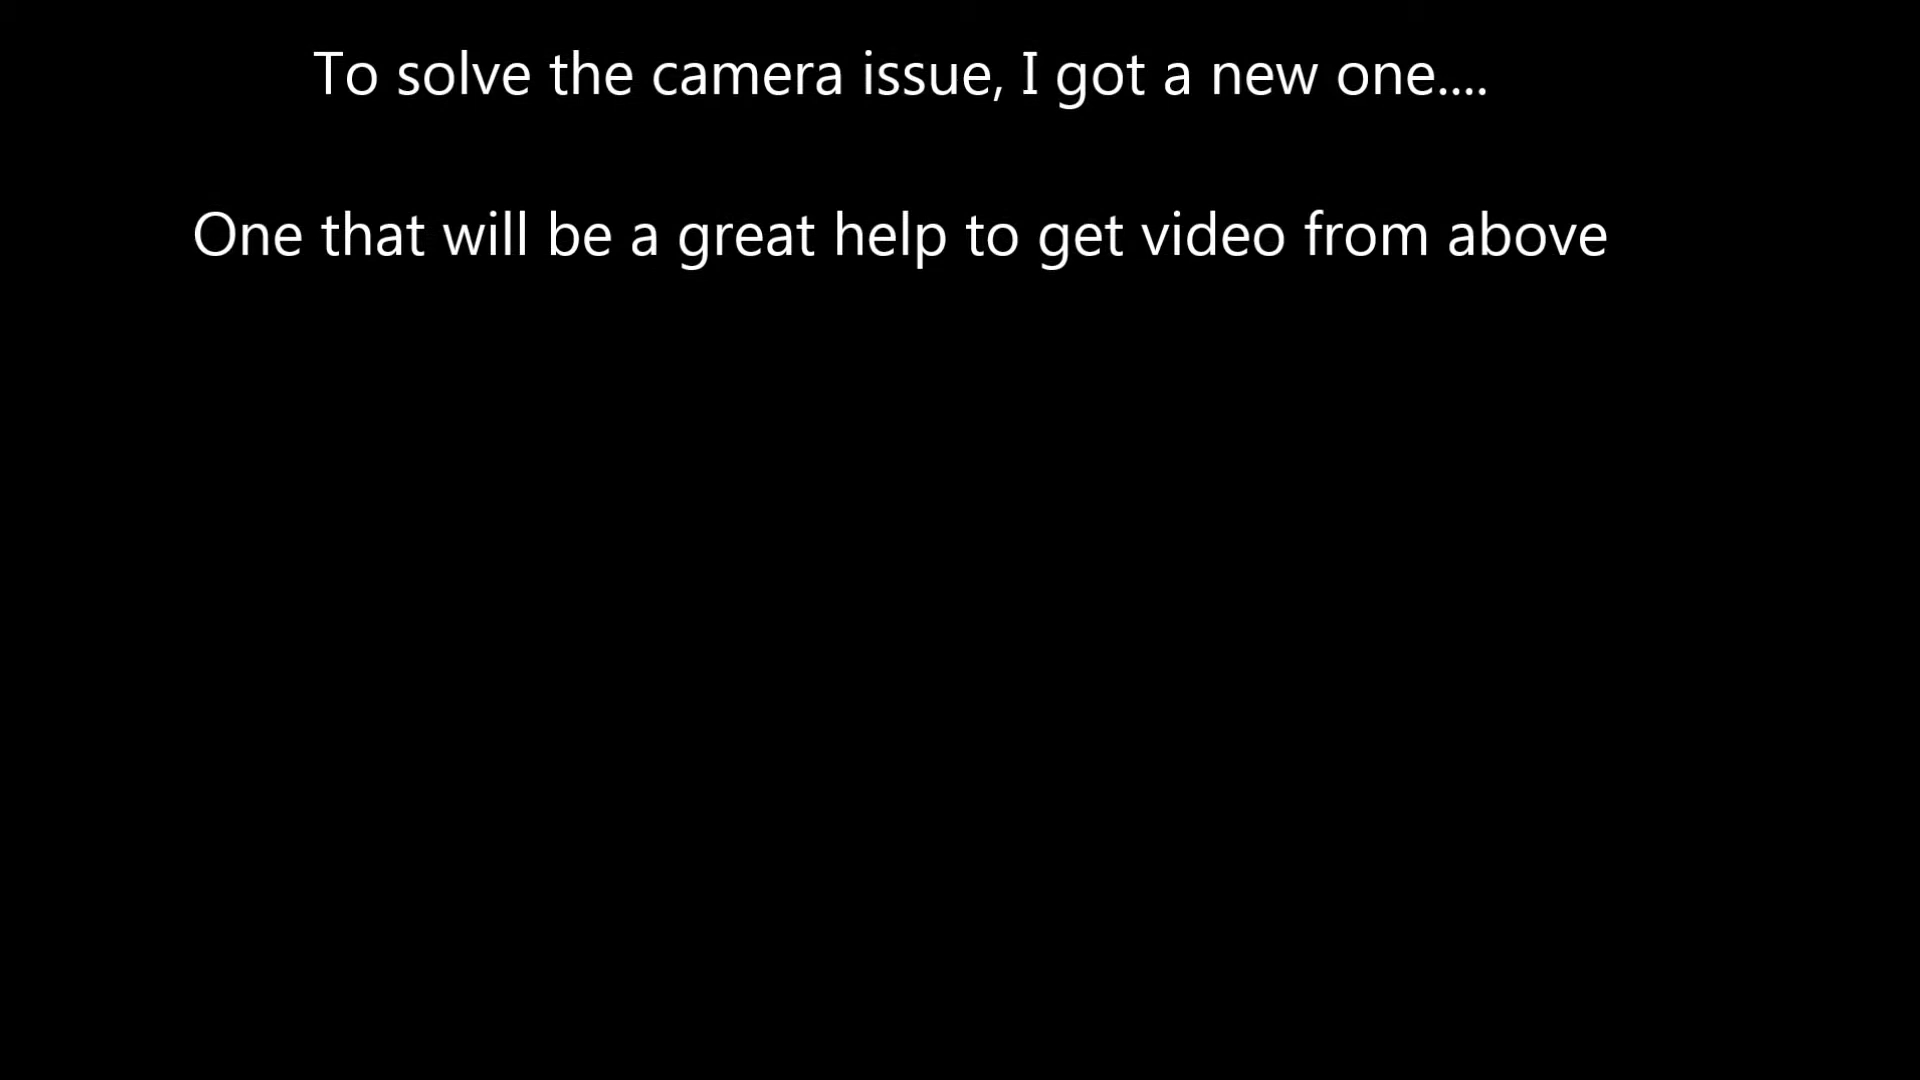 To solve the camera issue, I got a new one....
One that will be a great help to get video from above